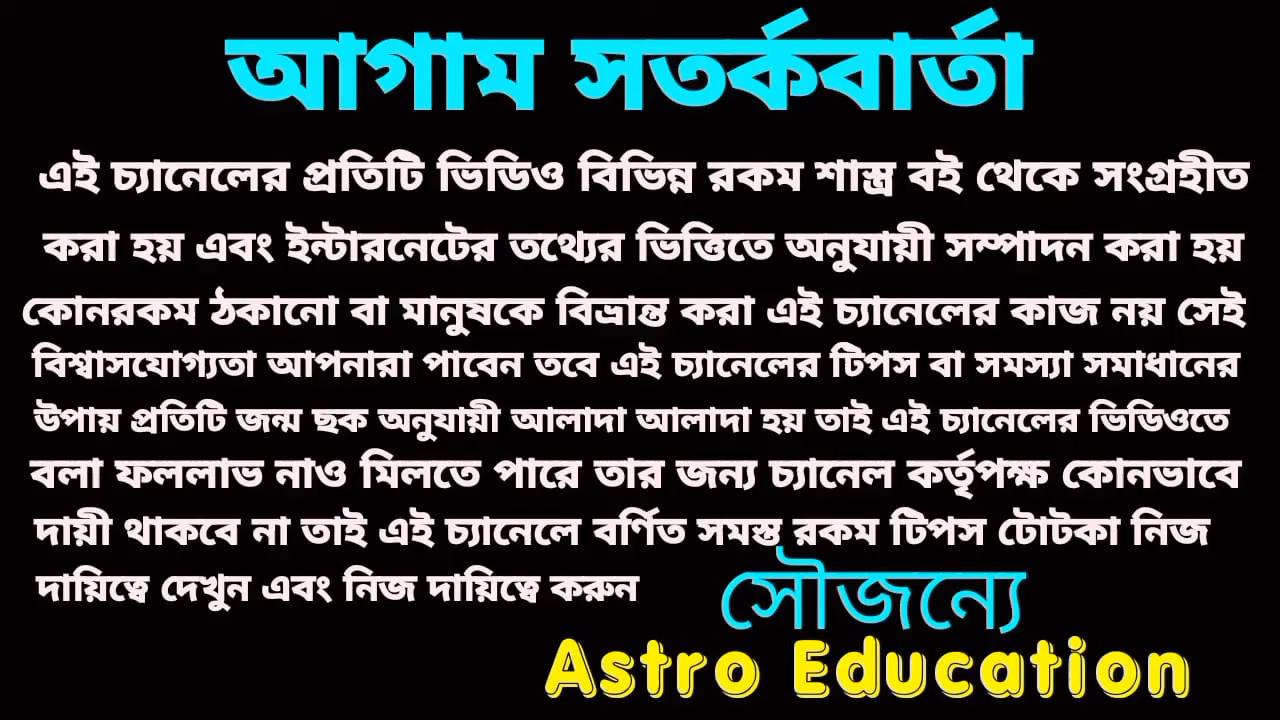 আগাম সতর্কবার্তা
এই চ্যানেলের প্রতিটি ভিডিও বিভিন্ন রকম শাস্ত্র বই থেকে সংগ্রহীত
করা হয় এবং ইন্টারনেটের তথ্যের ভিত্তিতে অনুযায়ী সম্পাদন করা হয়
কোনরকম ঠকানো বা মানুষকে বিভ্রান্ত করা এই চ্যানেলের কাজ নয় সেই
বিশ্বাসযোগ্যতা আপনারা পাবেন তবে এই চ্যানেলের টিপস বা সমস্যা সমাধানের
উপায় প্রতিটি জন্ম ছক অনুযায়ী আলাদা আলাদা হয় তাই এই চ্যানেলের ভিডিওতে
বলা ফললাভ নাও মিলতে পারে তার জন্য চ্যানেল কর্তৃপক্ষ কোনভাবে
দায়ী থাকবে না তাই এই চ্যানেলে বর্ণিত সমস্ত রকম টিপস টোটকা নিজ
দায়িত্বে দেখুন এবং নিজ দায়িত্বে করুন
সৌজন্যে
Astro Education